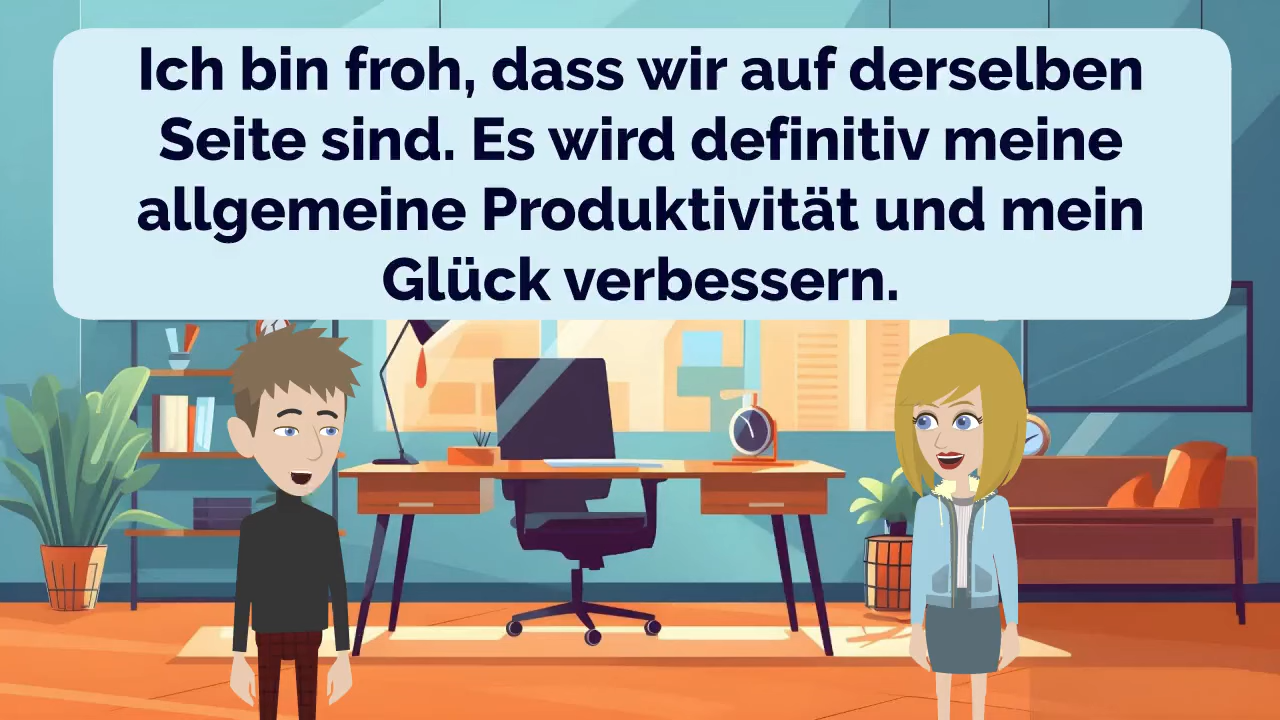 Ich bin froh, dass wir auf derselben
Seite sind. Es wird definitiv meine
allgemeine Produktivität und mein
Glück verbessern.